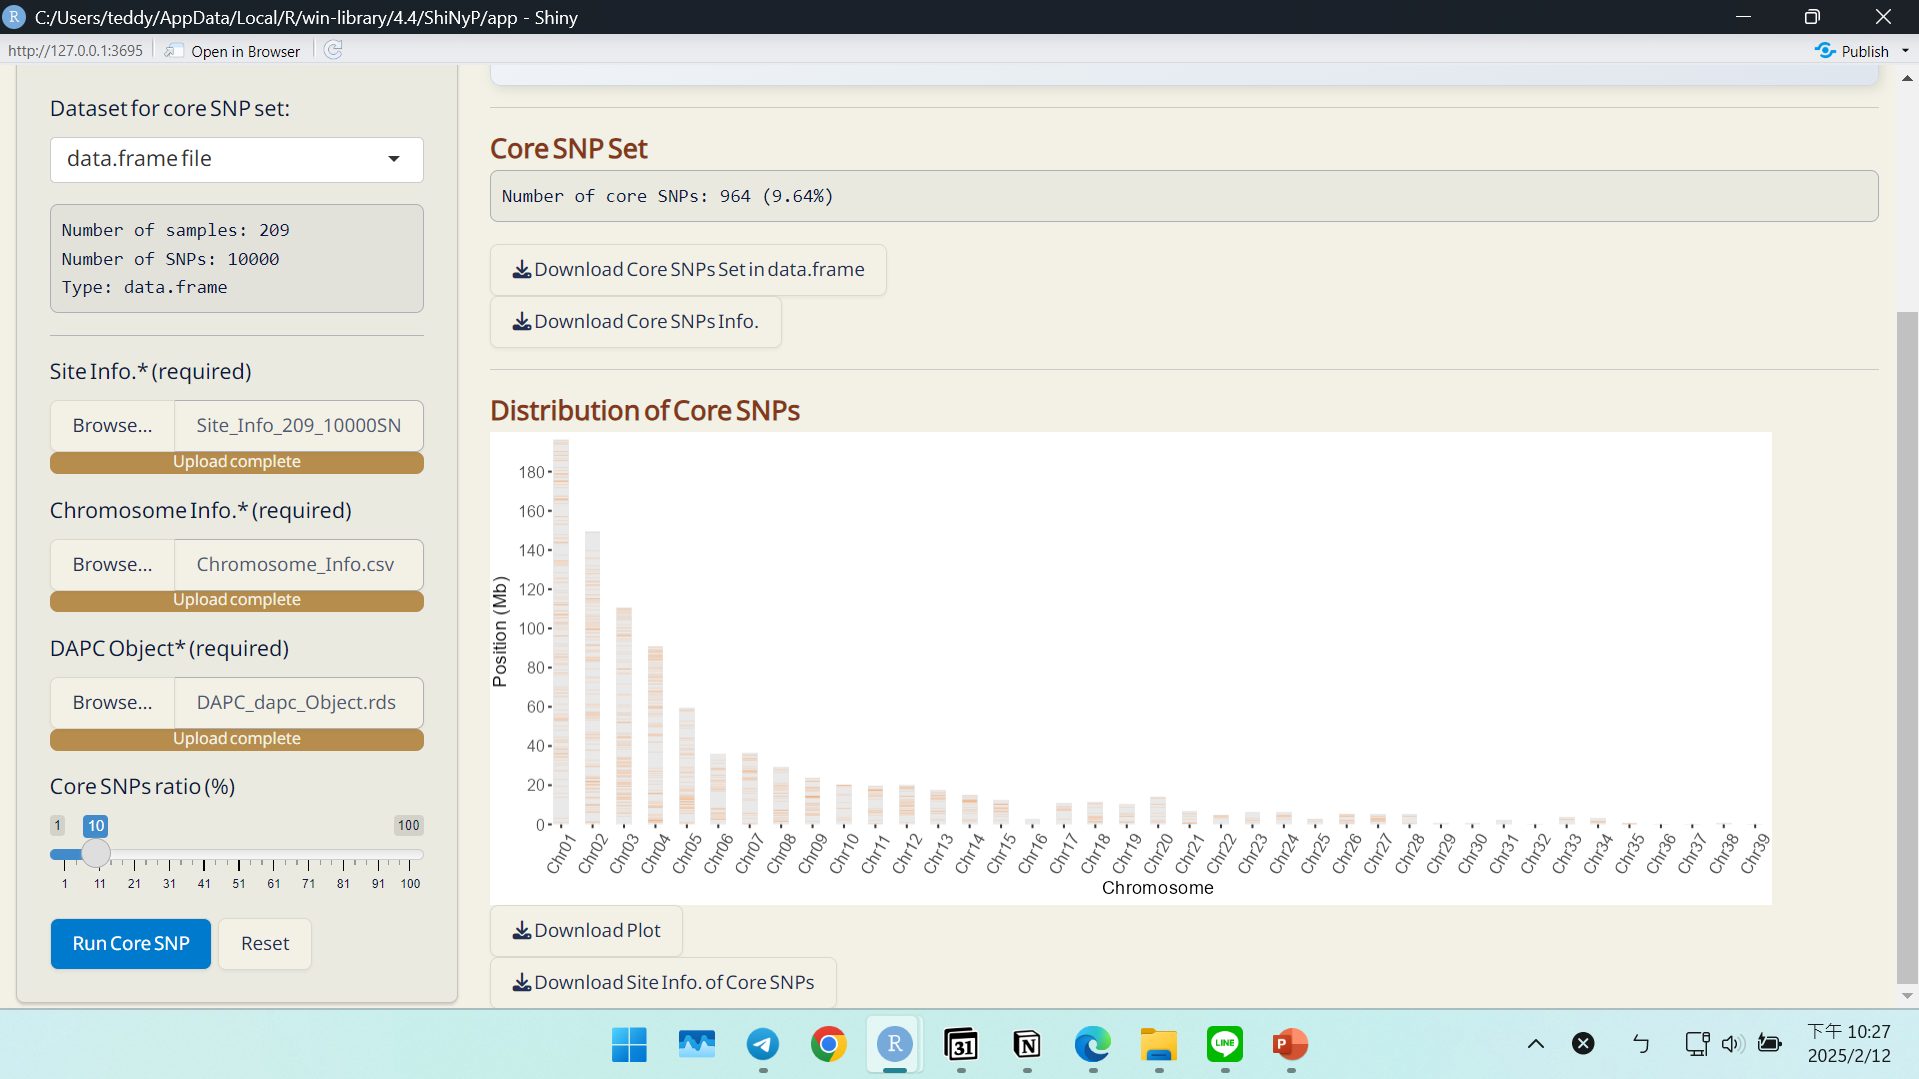 C:/Users/teddy/AppData/Local/R/win-library/4.4/ShiNyP/app - Shiny
http://127.0.0.1:3695
Open in Browser
Publish
Dataset for core SNP set:
data.frame file
Number of samples: 209
Number of SNPs: 10000
Type: data.frame
Site Info.* (required)
Browse...
Site_Info_209_10000SN
Upload complete
Chromosome Info.* (required)
Browse...
Chromosome_Info.csv
Upload complete
DAPC Object* (required)
Browse...
DAPC_dapc_Object.rds
Upload complete
Core SNPs ratio (%)
1 10 100
1 11 21 31 41 51 61 71 81 91 100
Run Core SNP
Reset
Core SNP Set
Number of core SNPs: 964 (9.64%)
Download Core SNPs Set in data.frame
Download Core SNPs Info.
Distribution of Core SNPs
Position (Mb)
180
160
140
120
100
80
60
40
20
0
Chr01 Chr02 Chr03 Chr04 Chr05 Chr06 Chr07 Chr08 Chr09 Chr10 Chr11 Chr12 Chr13 Chr14 Chr15 Chr16 Chr17 Chr18 Chr19 Chr20 Chr21 Chr22 Chr23 Chr24 Chr25 Chr26 Chr27 Chr28 Chr29 Chr30 Chr31 Chr32 Chr33 Chr34 Chr35 Chr36 Chr37 Chr38 Chr39
Chromosome
Download Plot
Download Site Info. of Core SNPs
R
31
N
LINE
P
ㄅ
下午 10:27
2025/2/12